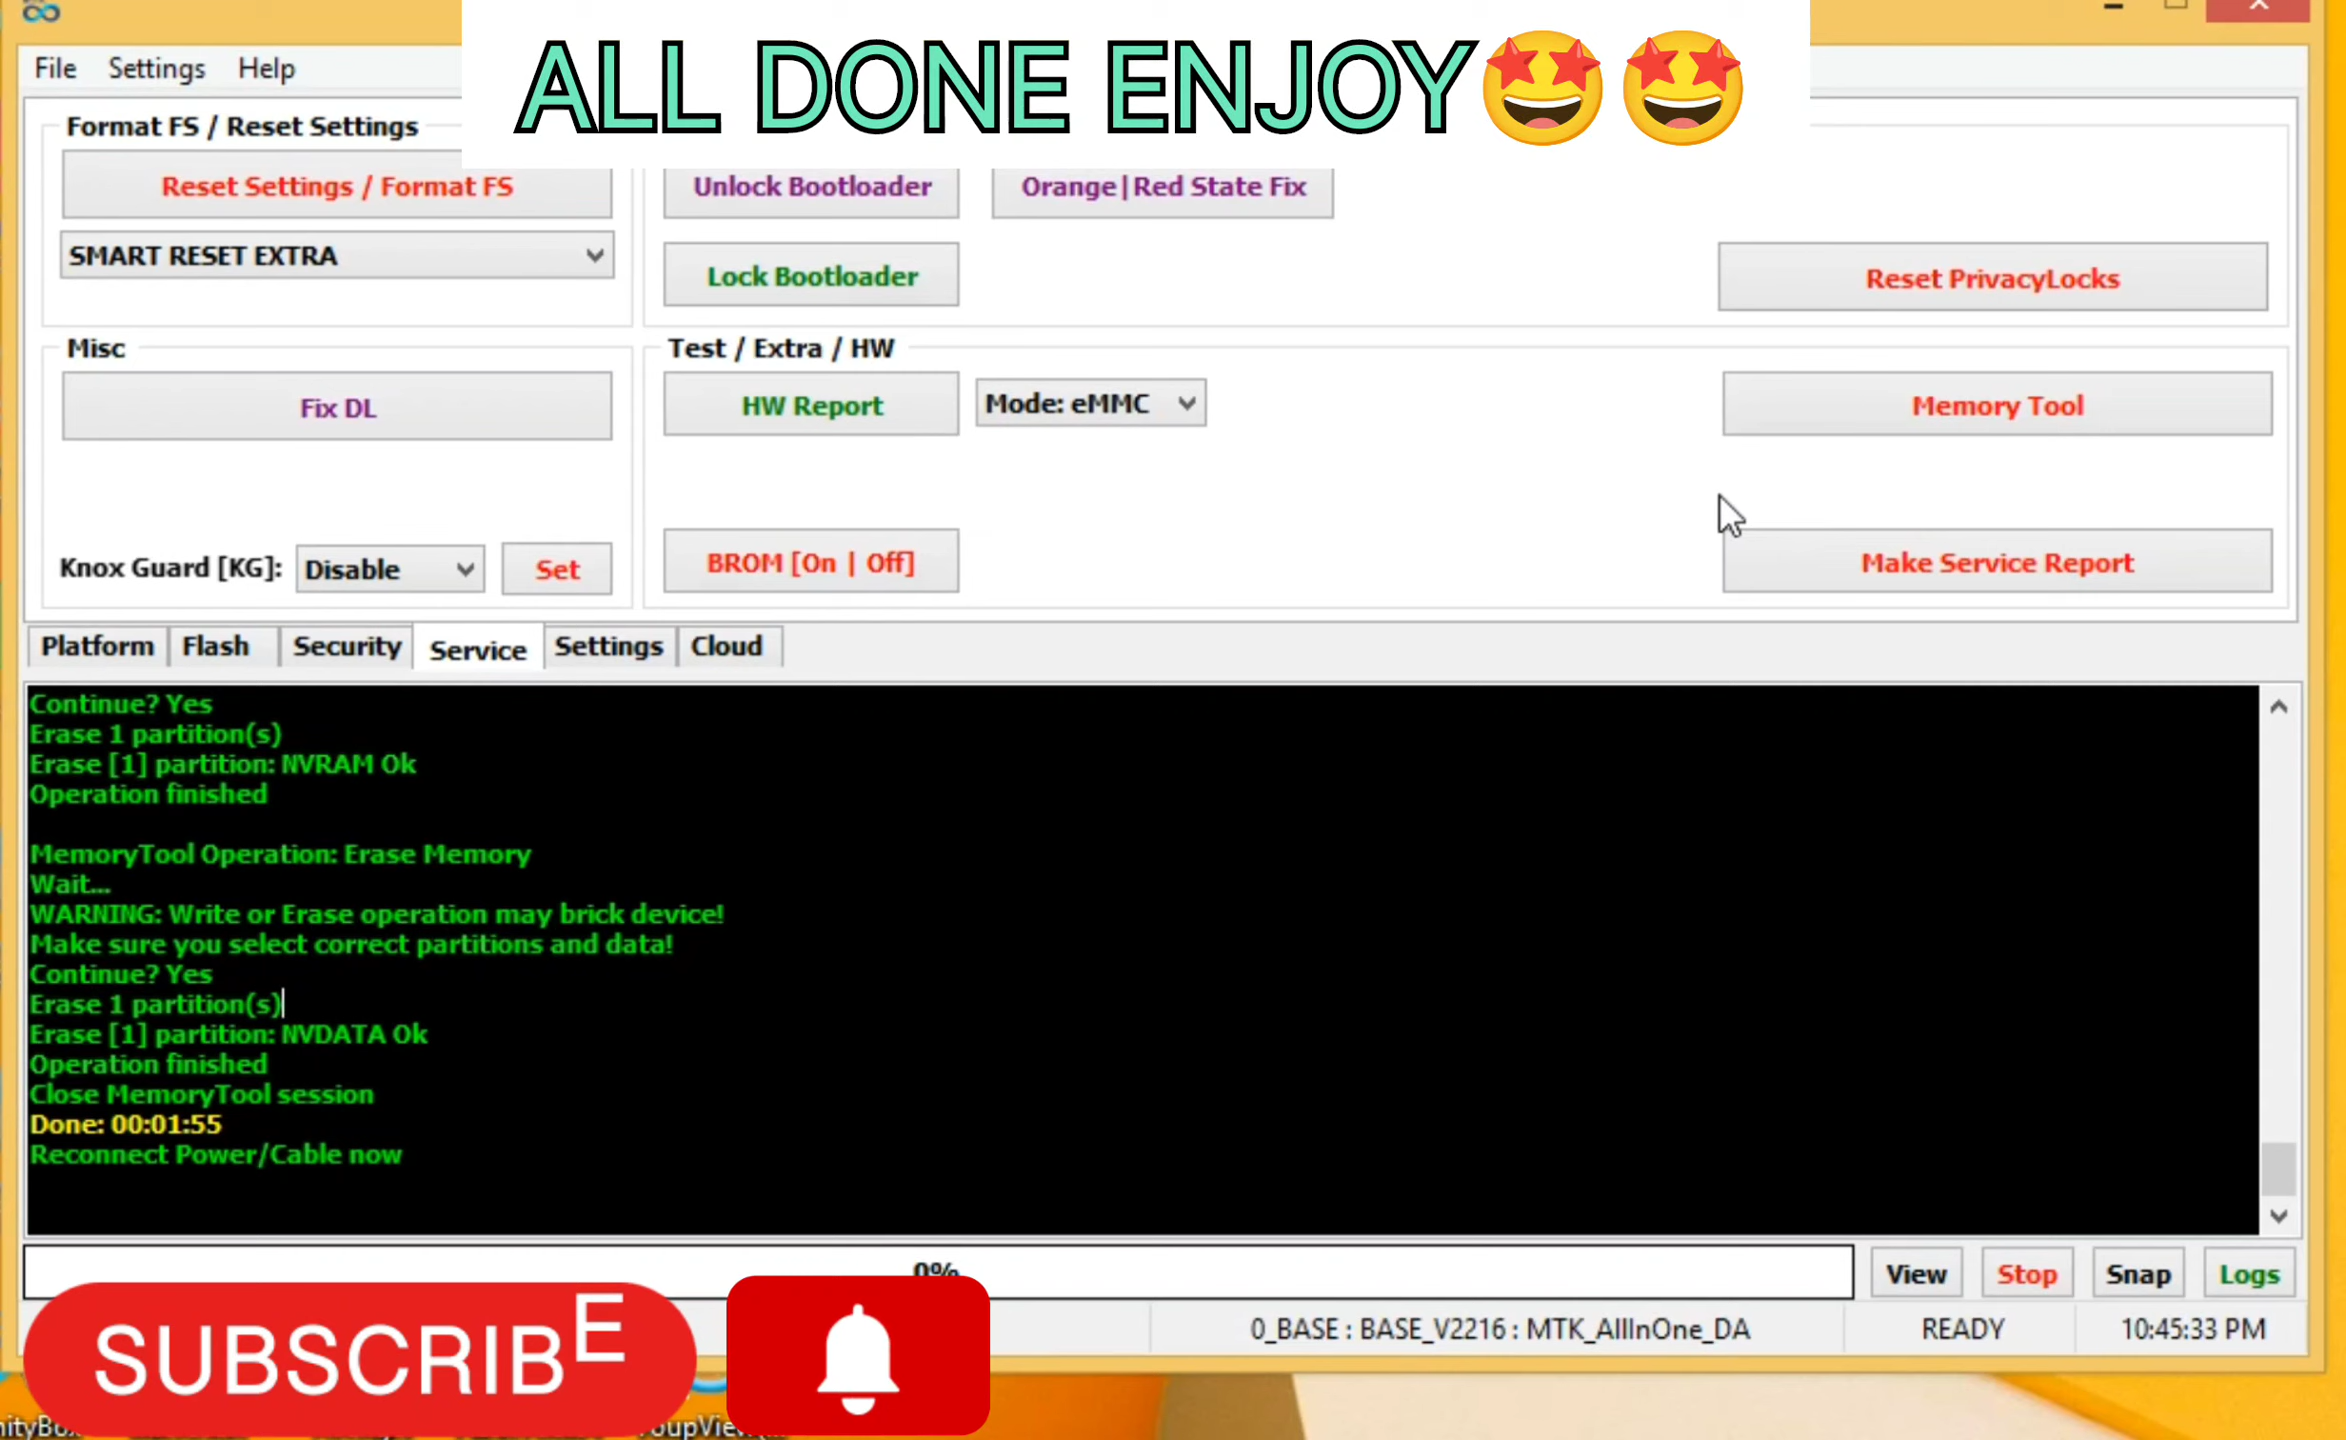 ALL DONE ENJOY
File Settings Help
Format FS / Reset Settings
Reset Settings / Format FS
Unlock Bootloader
Orange|Red State Fix
SMART RESET EXTRA
Lock Bootloader
Reset PrivacyLocks
Misc
Test / Extra / HW
Fix DL
HW Report
Mode: eMMC
Memory Tool
Knox Guard [KG]:
Disable
Set
BROM [On | Off]
Make Service Report
Platform Flash Security Service Settings Cloud
Continue? Yes
Erase 1 partition(s)
Erase [1] partition: NVRAM Ok
Operation finished
MemoryTool Operation: Erase Memory
Wait...
WARNING: Write or Erase operation may brick device!
Make sure you select correct partitions and data!
Continue? Yes
Erase 1 partition(s)
Erase [1] partition: NVDATA Ok
Operation finished
Close MemoryTool session
Done: 00:01:55
Reconnect Power/Cable now
0%
View Stop Snap Logs
SUBSCRIBE
0_BASE : BASE_V2216 : MTK_AllInOne_DA
READY
10:45:33 PM